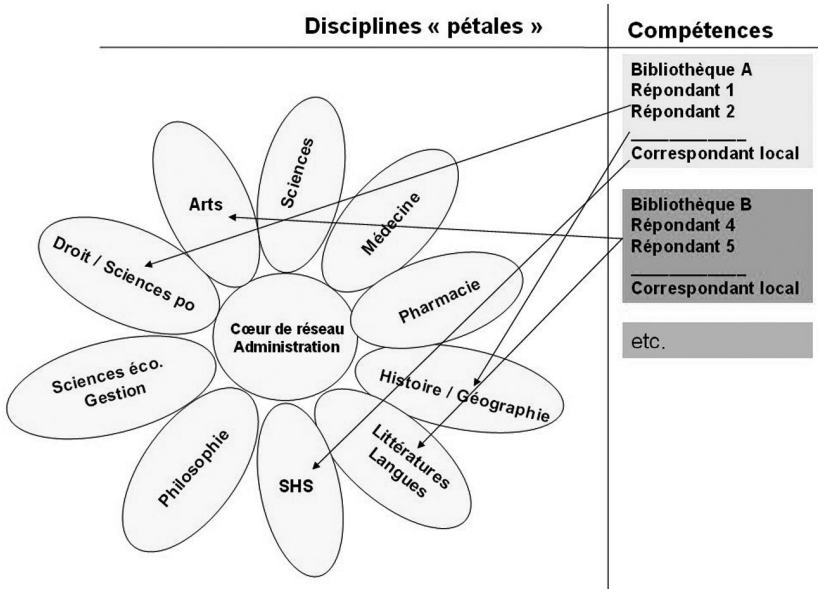 Disciplines « pétales »
Compétences
Bibliothèque A
Répondant 1
Répondant 2
____________
Correspondant local
Bibliothèque B
Répondant 4
Répondant 5
____________
Correspondant local
etc.
Sciences
Arts
Médecine
Droit / Sciences po
Pharmacie
Cœur de réseau
Administration
Sciences éco.
Gestion
Histoire / Géographie
Philosophie
SHS
Littératures
Langues